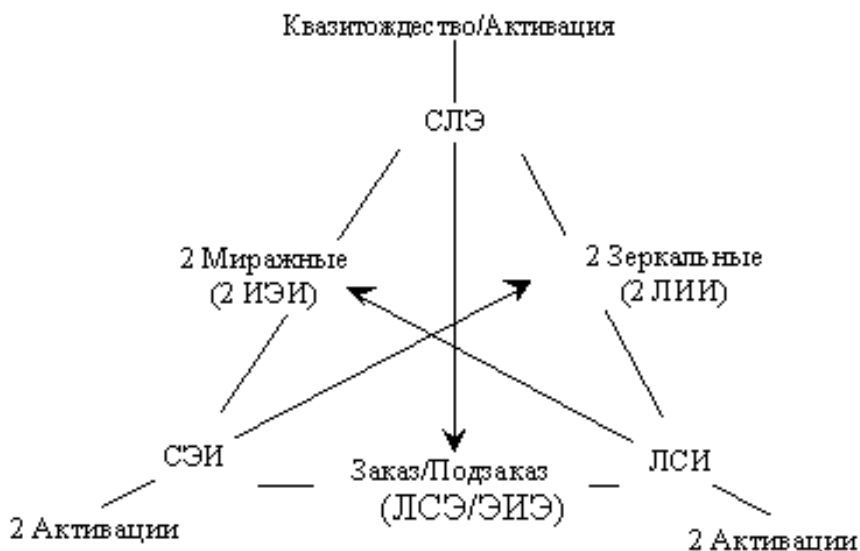 Квазитождество/Активация
СЛЭ
2 Миражные
(2 ИЭИ)
2 Зеркальные
(2 ЛИИ)
СЭИ
Заказ/Подзаказ
(ЛСЭ/ЭИЭ)
ЛСИ
2 Активации
2 Активации